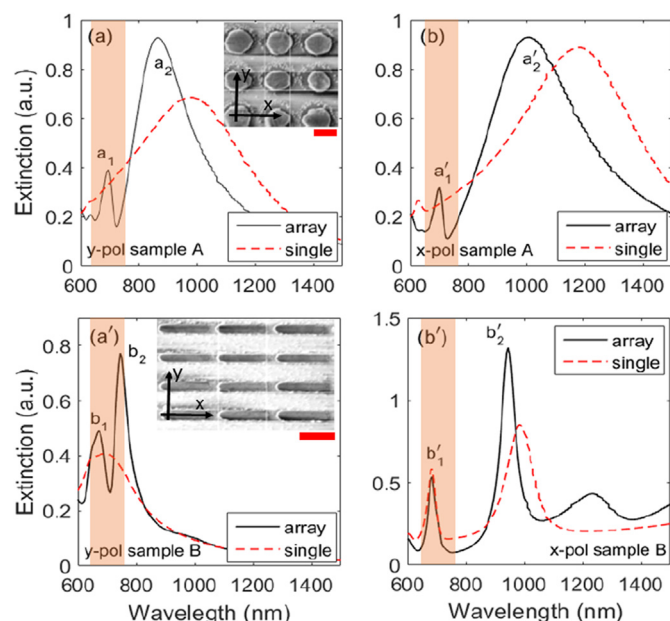 (a)
a2
a1
y
x
y-pol sample A
array
single
Extinction (a.u.)
1
0.8
0.6
0.4
0.2
0
600 800 1000 1200 1400
(b)
a′2
a′1
x-pol sample A
array
single
1
0.8
0.6
0.4
0.2
0
600 800 1000 1200 1400
(a′)
b2
b1
y
x
y-pol sample B
array
single
Extinction (a.u.)
0.8
0.6
0.4
0.2
0
600 800 1000 1200 1400
Wavelegth (nm)
(b′)
b′2
b′1
array
single
x-pol sample B
1.5
1
0.5
0
600 800 1000 1200 1400
Wavelength (nm)